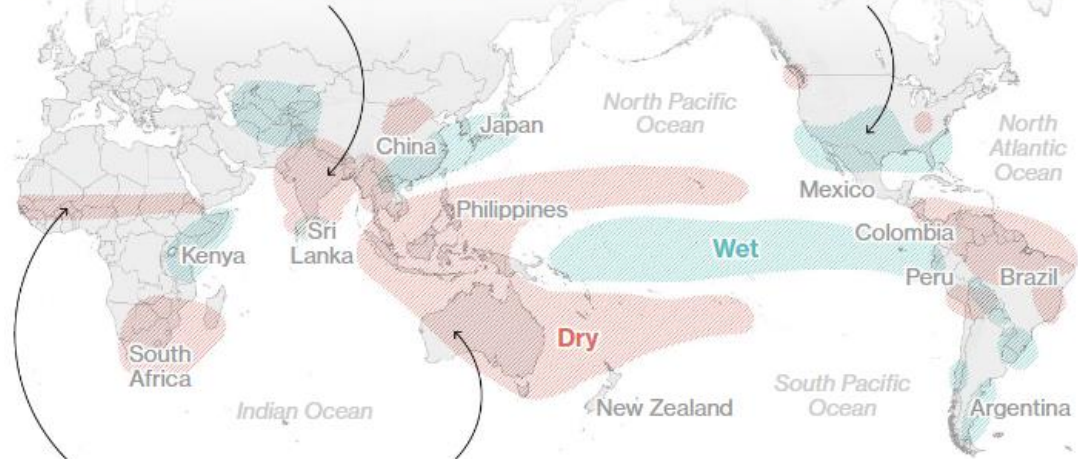 North Pacific
Ocean
North
Atlantic
Ocean
China
Japan
Mexico
Philippines
Sri
Lanka
Kenya
Colombia
Wet
Peru
Brazil
Dry
South
Africa
Indian Ocean
New Zealand
South Pacific
Ocean
Argentina